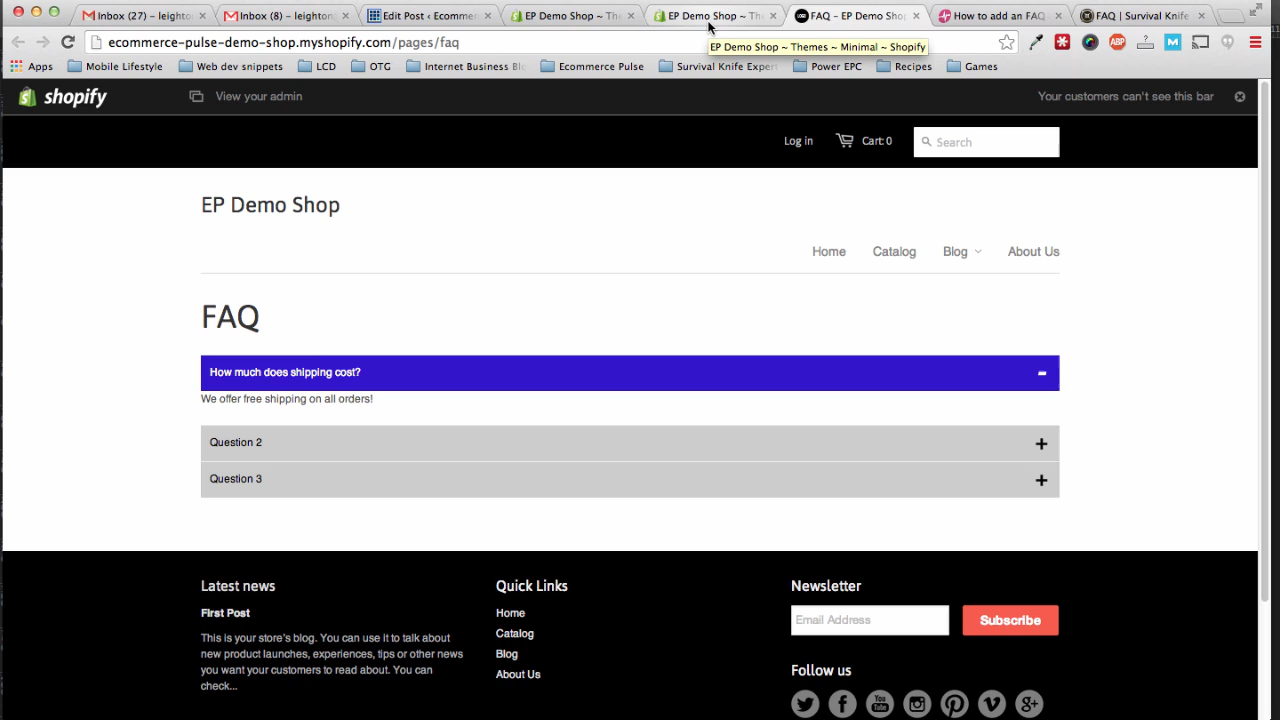 Inbox (27) - leighton
Inbox (8) - leighton
Edit Post ‹ Ecomme
EP Demo Shop ~ The
EP Demo Shop ~ The
FAQ – EP Demo Shop
How to add an FAQ
FAQ | Survival Knife
ecommerce-pulse-demo-shop.myshopify.com/pages/faq
EP Demo Shop ~ Themes ~ Minimal ~ Shopify
ABP
M
Apps
Mobile Lifestyle
Web dev snippets
LCD
OTG
Internet Business Bl
Ecommerce Pulse
Survival Knife Exper
Power EPC
Recipes
Games
shopify
View your admin
Your customers can't see this bar
Log in
Cart: 0
Search
EP Demo Shop
Home
Catalog
Blog
About Us
FAQ
How much does shipping cost?
We offer free shipping on all orders!
Question 2
Question 3
Latest news
First Post
This is your store's blog. You can use it to talk about
new product launches, experiences, tips or other news
you want your customers to read about. You can
check...
Quick Links
Home
Catalog
Blog
About Us
Newsletter
Email Address
Subscribe
Follow us
You
Tube
g+